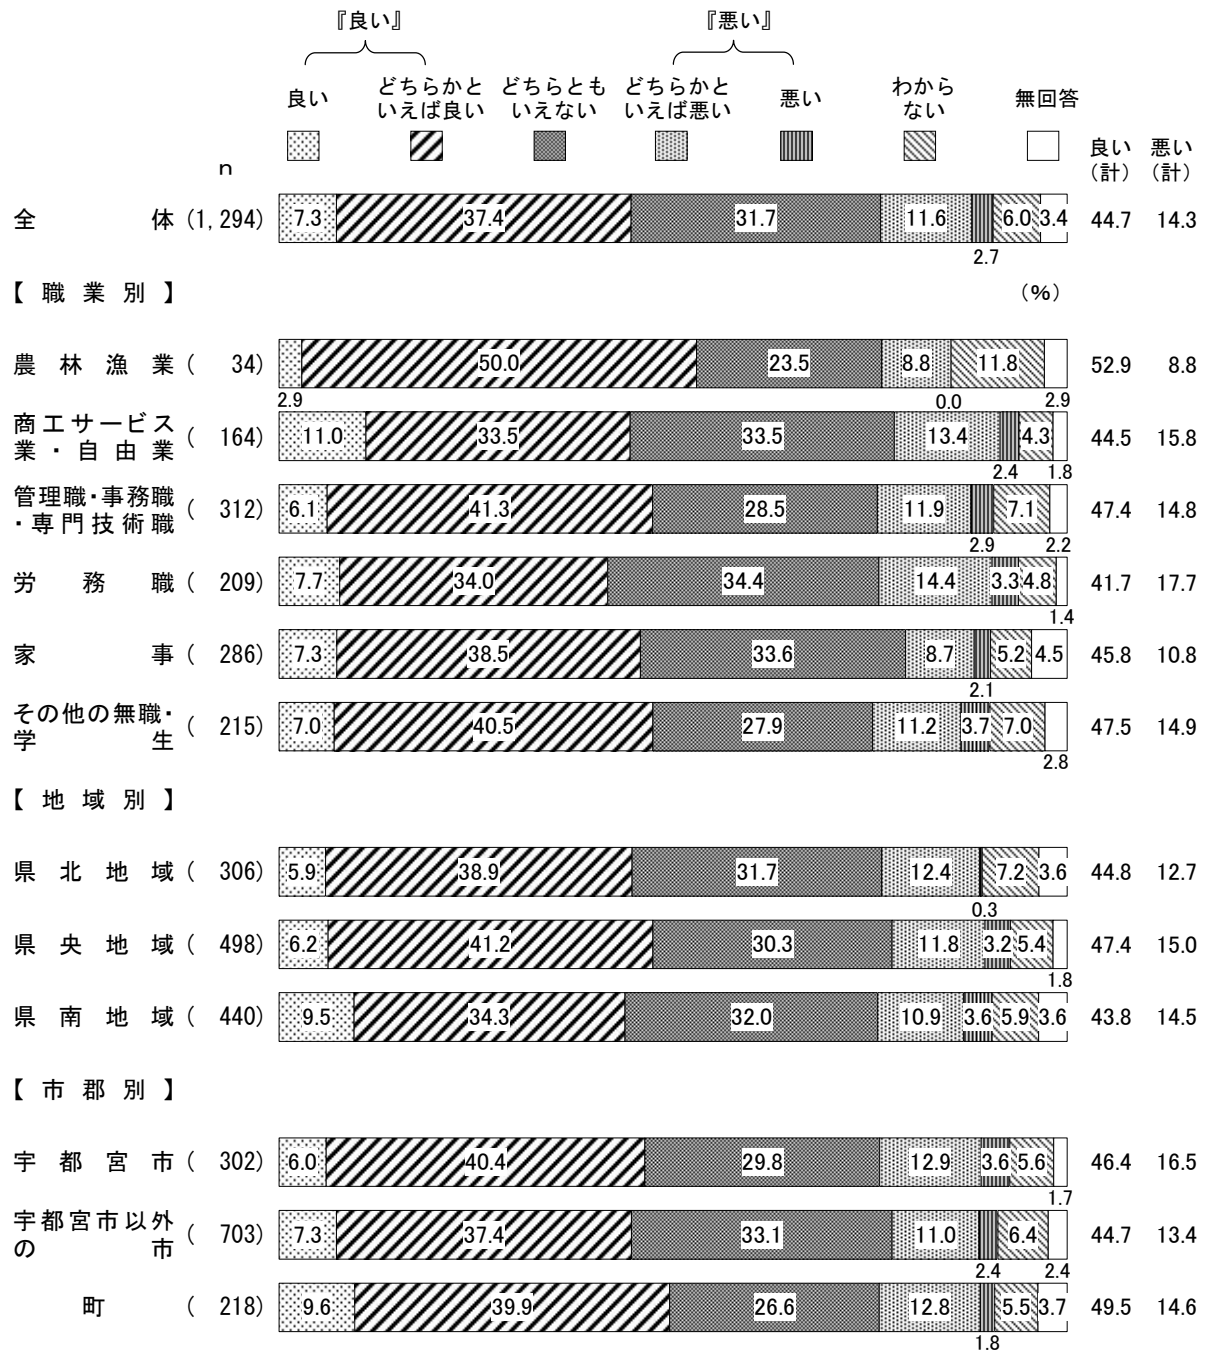 『良い』 『悪い』
良い どちらかと どちらとも どちらかと 悪い わから 無回答
いえば良い いえない いえば悪い ない
n 良い 悪い
(計) (計)
全体 (1,294) 7.3 37.4 31.7 11.6 6.0 3.4 44.7 14.3
2.7
【職業別】 (%)
農林漁業 ( 34) 50.0 23.5 8.8 11.8 52.9 8.8
2.9 0.0 2.9
商工サービス
業・自由業 ( 164) 11.0 33.5 33.5 13.4 4.3 44.5 15.8
2.4 1.8
管理職・事務職
・専門技術職 ( 312) 6.1 41.3 28.5 11.9 7.1 47.4 14.8
2.9 2.2
労務職 ( 209) 7.7 34.0 34.4 14.4 3.3 4.8 41.7 17.7
1.4
家事 ( 286) 7.3 38.5 33.6 8.7 5.2 4.5 45.8 10.8
2.1
その他の無職・
学生 ( 215) 7.0 40.5 27.9 11.2 3.7 7.0 47.5 14.9
2.8
【地域別】
県北地域 ( 306) 5.9 38.9 31.7 12.4 7.2 3.6 44.8 12.7
0.3
県央地域 ( 498) 6.2 41.2 30.3 11.8 3.2 5.4 47.4 15.0
1.8
県南地域 ( 440) 9.5 34.3 32.0 10.9 3.6 5.9 3.6 43.8 14.5
【市郡別】
宇都宮市 ( 302) 6.0 40.4 29.8 12.9 3.6 5.6 46.4 16.5
1.7
宇都宮市以外
の市 ( 703) 7.3 37.4 33.1 11.0 6.4 44.7 13.4
2.4 2.4
町 ( 218) 9.6 39.9 26.6 12.8 5.5 3.7 49.5 14.6
1.8